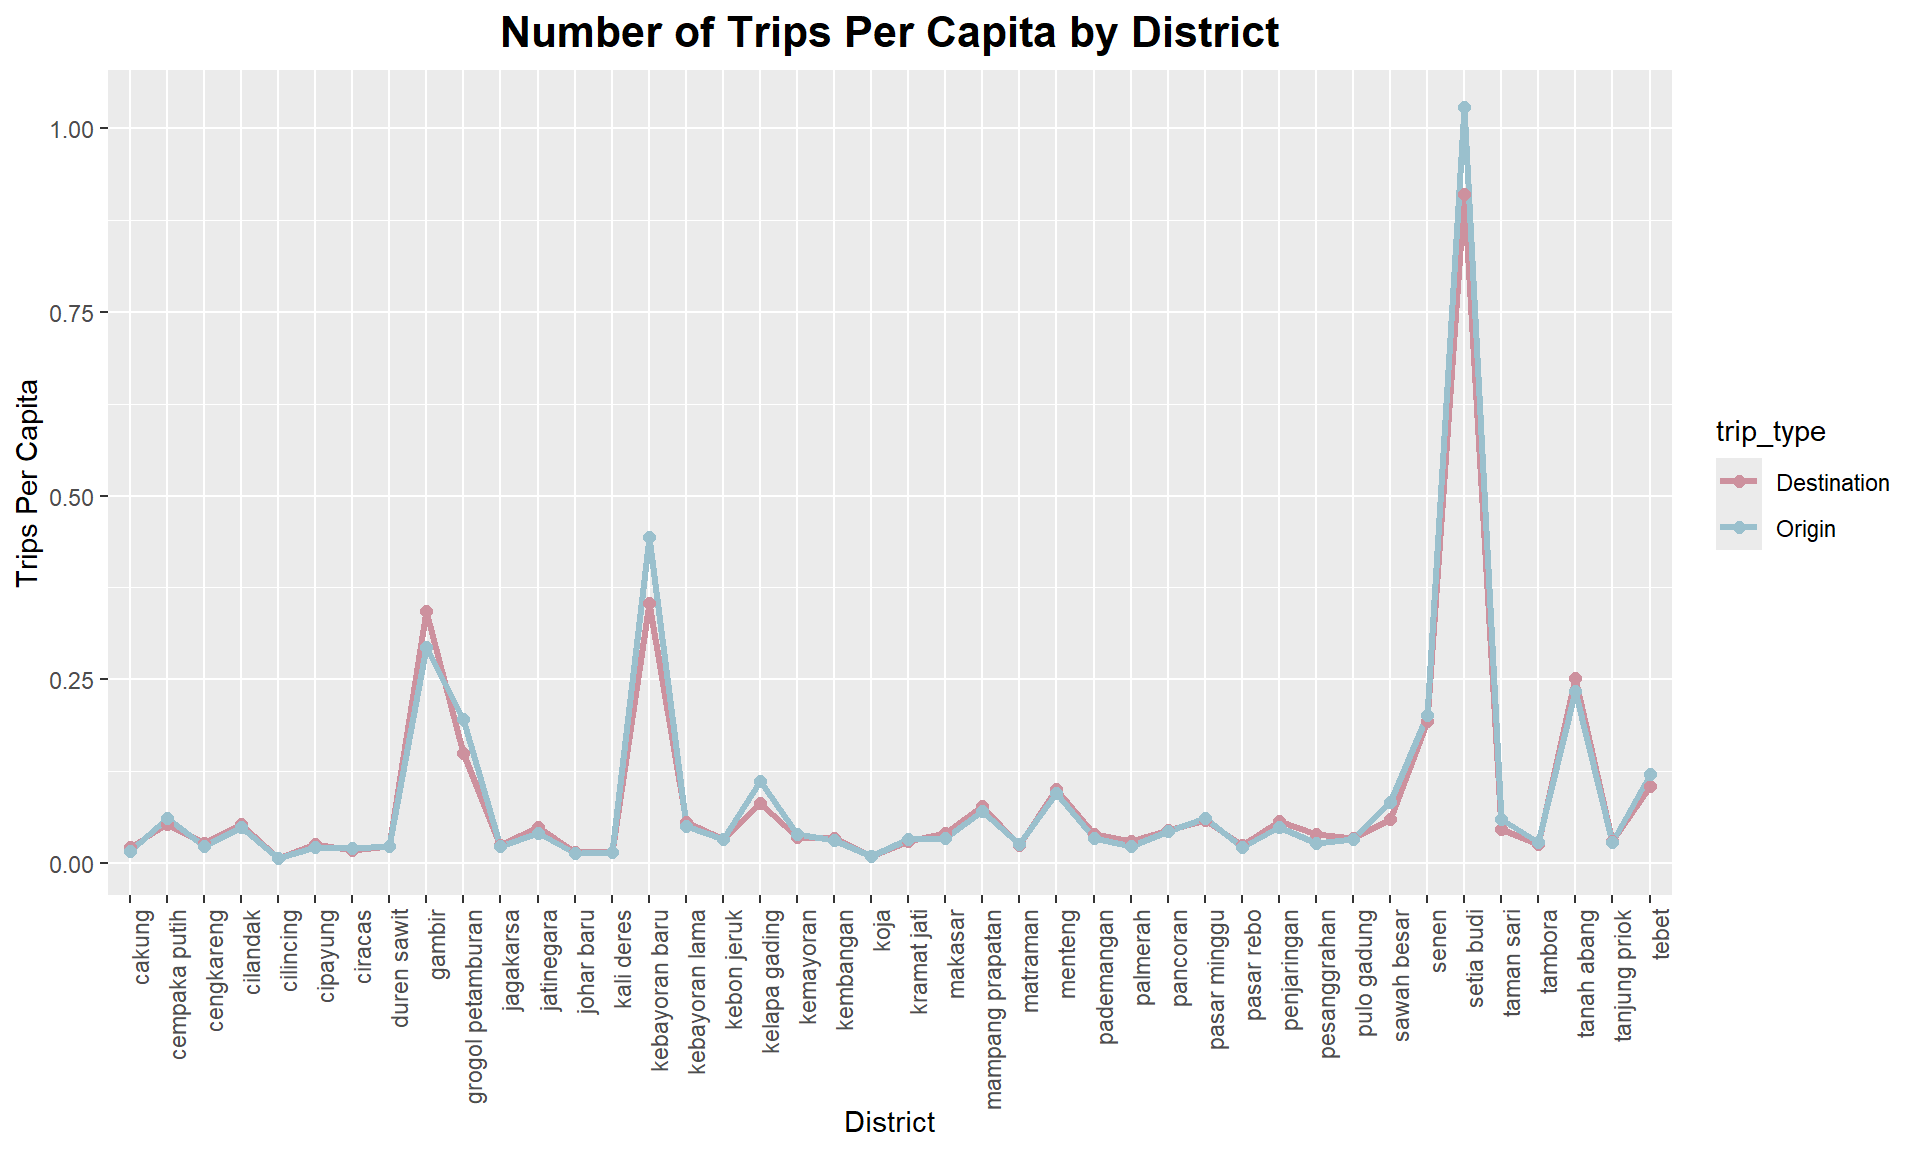 Number of Trips Per Capita by District
Trips Per Capita
1.00
0.75
0.50
0.25
0.00
cakung
cempaka putih
cengkareng
cilandak
cilincing
cipayung
ciracas
duren sawit
gambir
grogol petamburan
jagakarsa
jatinegara
johar baru
kali deres
kebayoran baru
kebayoran lama
kebon jeruk
kelapa gading
kemayoran
kembangan
koja
kramat jati
makasar
mampang prapatan
matraman
menteng
pademangan
palmerah
pancoran
pasar minggu
pasar rebo
penjaringan
pesanggrahan
pulo gadung
sawah besar
senen
setia budi
taman sari
tambora
tanah abang
tanjung priok
tebet
District
trip_type
Destination
Origin